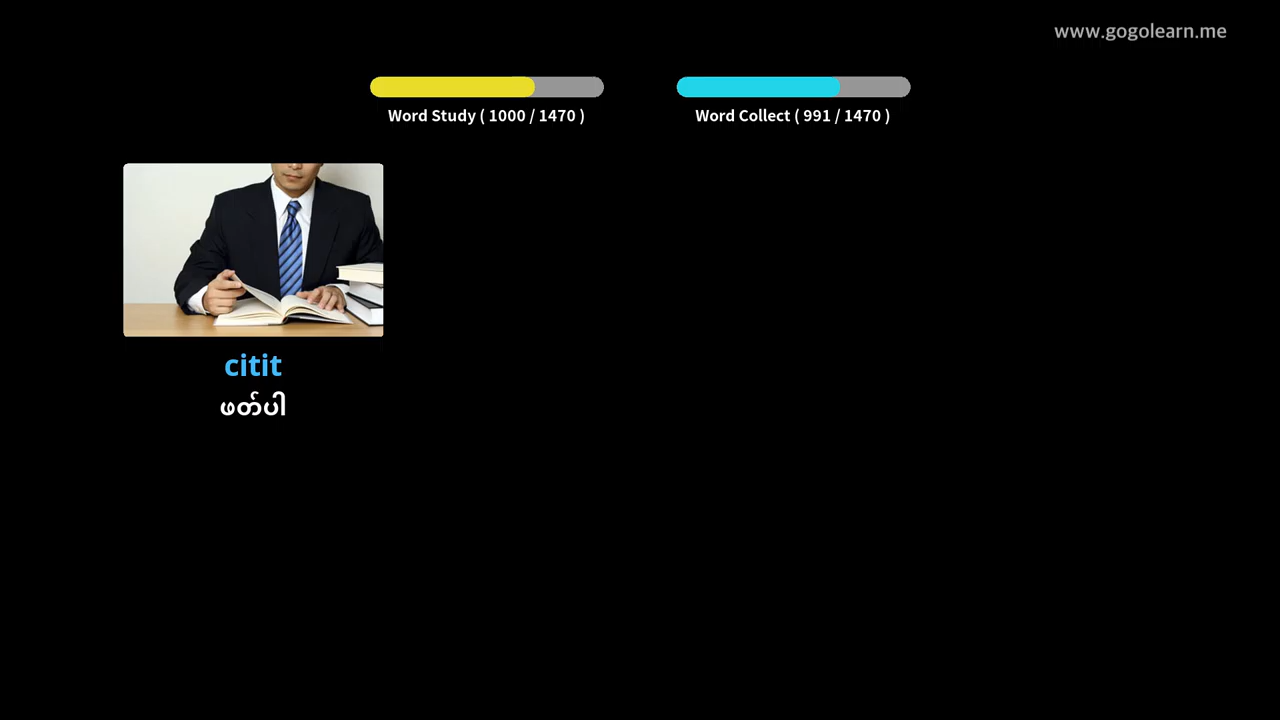 www.gogolearn.me
Word Study ( 1000 / 1470 )
Word Collect ( 991 / 1470 )
citit
ဖတ်ပါ